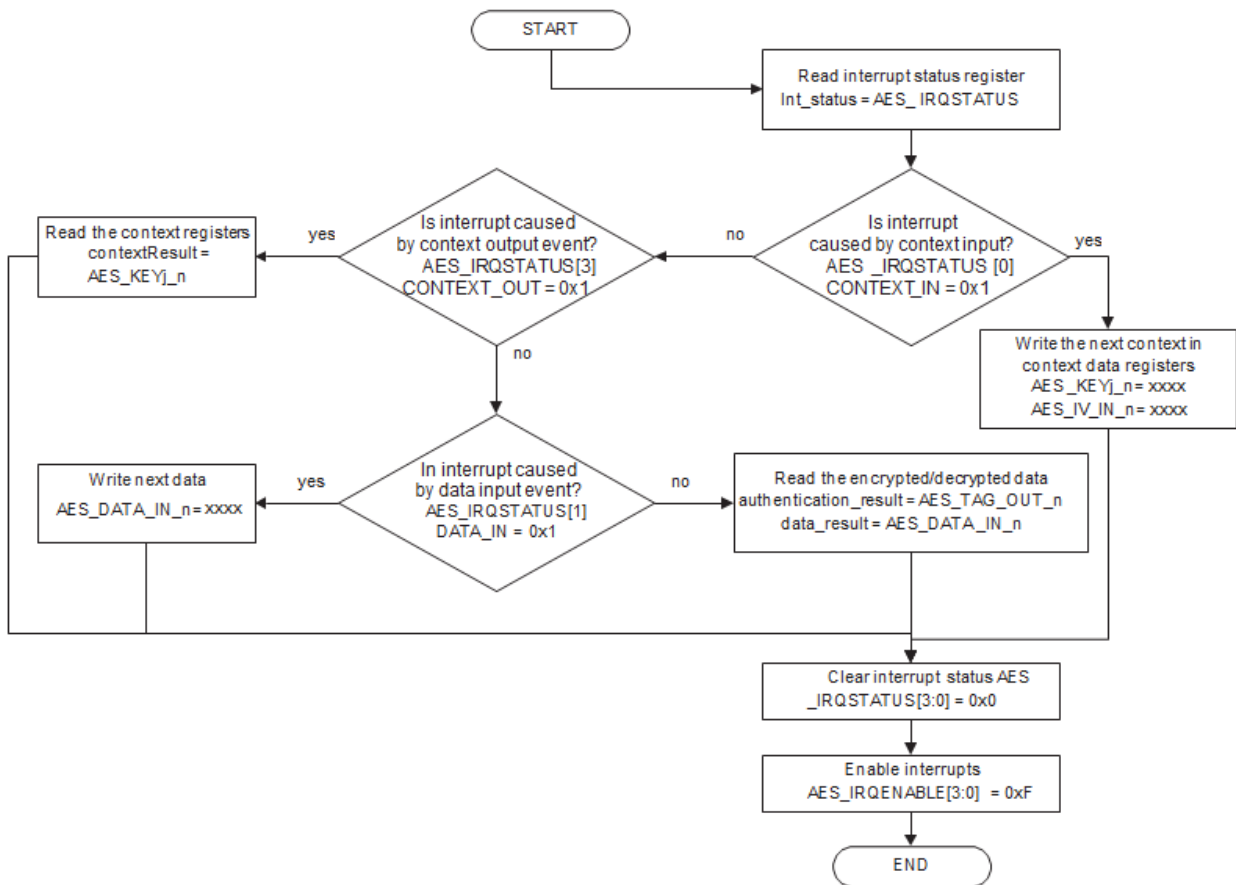 START
Read interrupt status register
Int_status = AES_ IRQSTATUS
Is interrupt caused
by context output event?
AES_IRQSTATUS[3]
CONTEXT_OUT = 0x1
Is interrupt
caused by context input?
AES _IRQSTATUS [0]
CONTEXT_IN = 0x1
Read the context registers
contextResult =
AES_KEYj_n
yes
no
yes
no
Write the next context in
context data registers
AES_KEYj_n= xxxx
AES_IV_IN_n= xxxx
In interrupt caused
by data input event?
AES_IRQSTATUS[1]
DATA_IN = 0x1
Write next data
AES_DATA_IN_n= xxxx
yes
no
Read the encrypted/decrypted data
authentication_result = AES_TAG_OUT_n
data_result = AES_DATA_IN_n
Clear interrupt status AES
_IRQSTATUS[3:0] = 0x0
Enable interrupts
AES_IRQENABLE[3:0] = 0xF
END